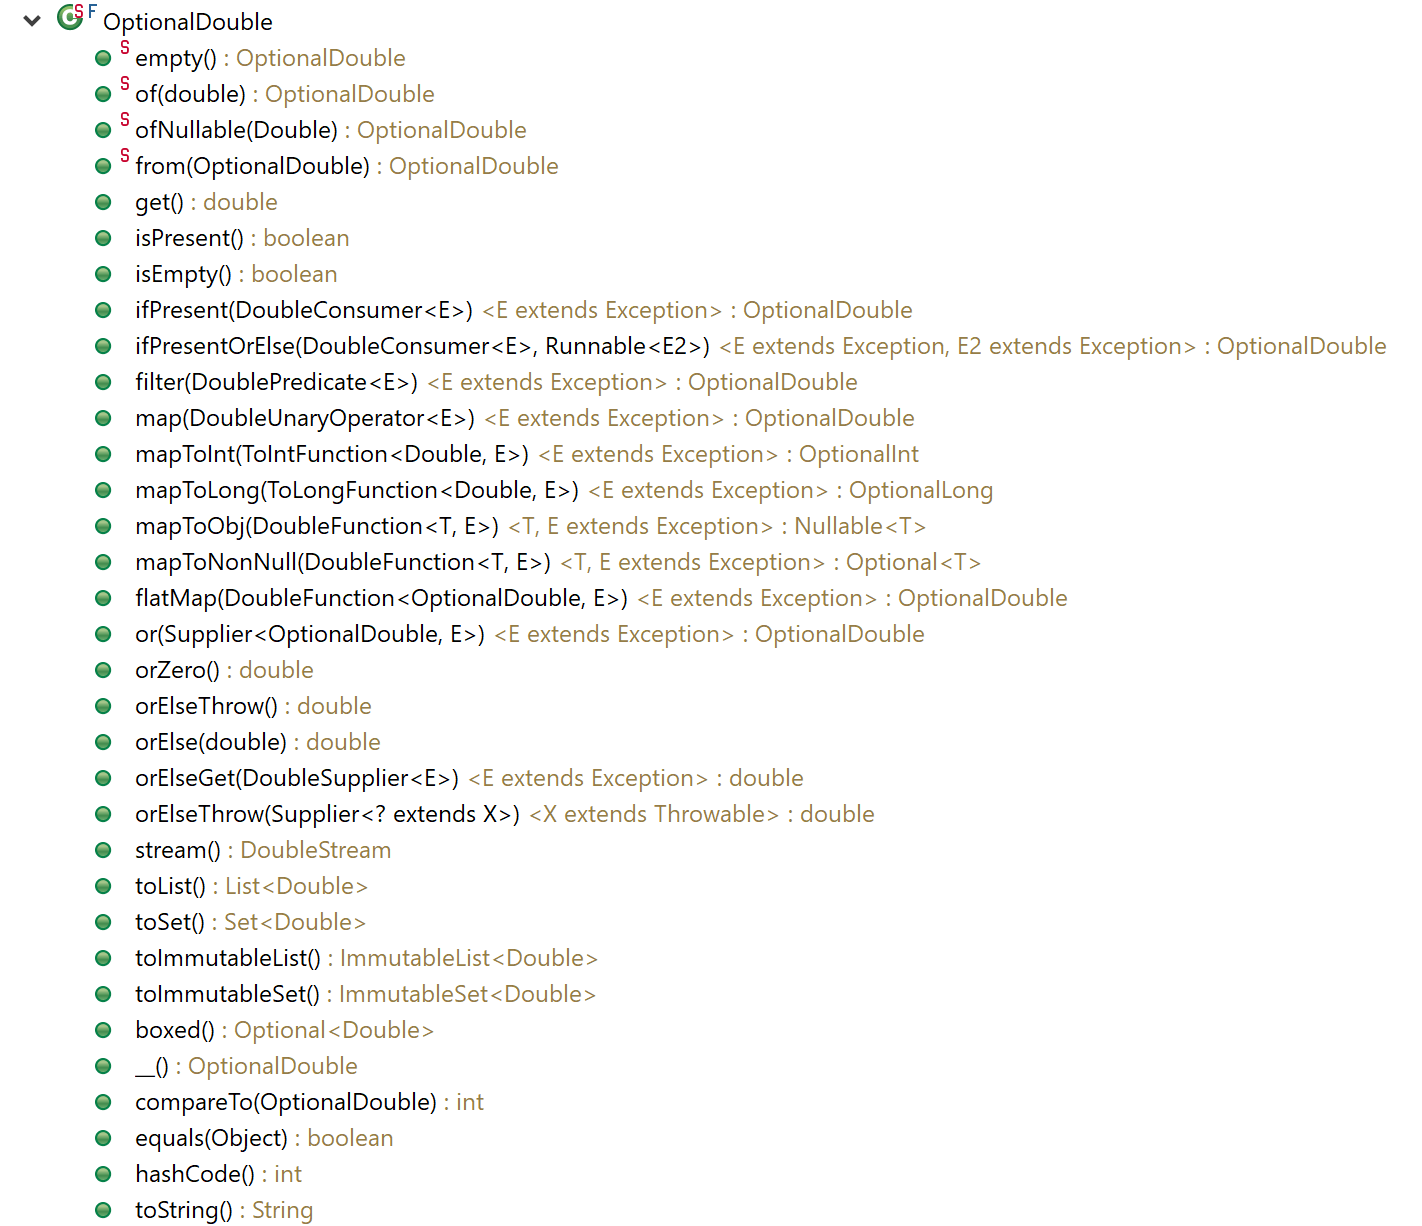 S F OptionalDouble
S empty() : OptionalDouble
S of(double) : OptionalDouble
S ofNullable(Double) : OptionalDouble
S from(OptionalDouble) : OptionalDouble
get() : double
isPresent() : boolean
isEmpty() : boolean
ifPresent(DoubleConsumer<E>) <E extends Exception> : OptionalDouble
ifPresentOrElse(DoubleConsumer<E>, Runnable<E2>) <E extends Exception, E2 extends Exception> : OptionalDouble
filter(DoublePredicate<E>) <E extends Exception> : OptionalDouble
map(DoubleUnaryOperator<E>) <E extends Exception> : OptionalDouble
mapToInt(ToIntFunction<Double, E>) <E extends Exception> : OptionalInt
mapToLong(ToLongFunction<Double, E>) <E extends Exception> : OptionalLong
mapToObj(DoubleFunction<T, E>) <T, E extends Exception> : Nullable<T>
mapToNonNull(DoubleFunction<T, E>) <T, E extends Exception> : Optional<T>
flatMap(DoubleFunction<OptionalDouble, E>) <E extends Exception> : OptionalDouble
or(Supplier<OptionalDouble, E>) <E extends Exception> : OptionalDouble
orZero() : double
orElseThrow() : double
orElse(double) : double
orElseGet(DoubleSupplier<E>) <E extends Exception> : double
orElseThrow(Supplier<? extends X>) <X extends Throwable> : double
stream() : DoubleStream
toList() : List<Double>
toSet() : Set<Double>
toImmutableList() : ImmutableList<Double>
toImmutableSet() : ImmutableSet<Double>
boxed() : Optional<Double>
__() : OptionalDouble
compareTo(OptionalDouble) : int
equals(Object) : boolean
hashCode() : int
toString() : String